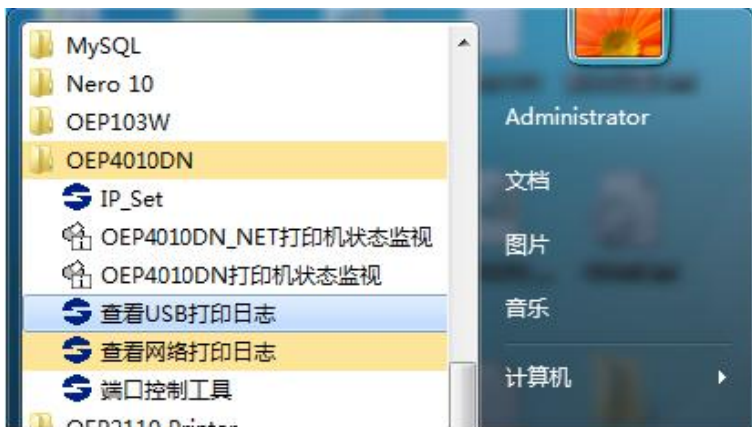 MySQL
Nero 10
OEP103W
OEP4010DN
IP_Set
OEP4010DN_NET打印机状态监视
OEP4010DN打印机状态监视
查看USB打印日志
查看网络打印日志
端口控制工具
Administrator
文档
图片
音乐
计算机